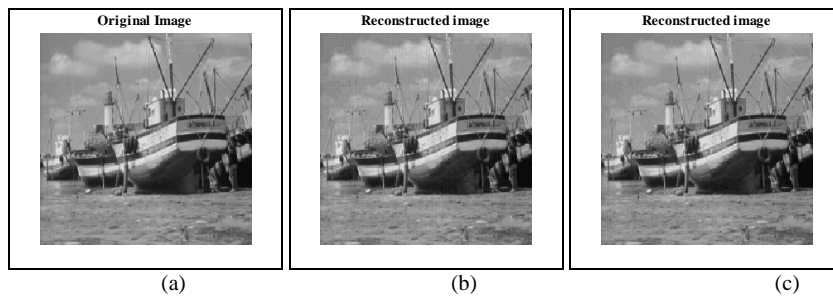 Original Image
Reconstructed image
Reconstructed image
(a)
(b)
(c)